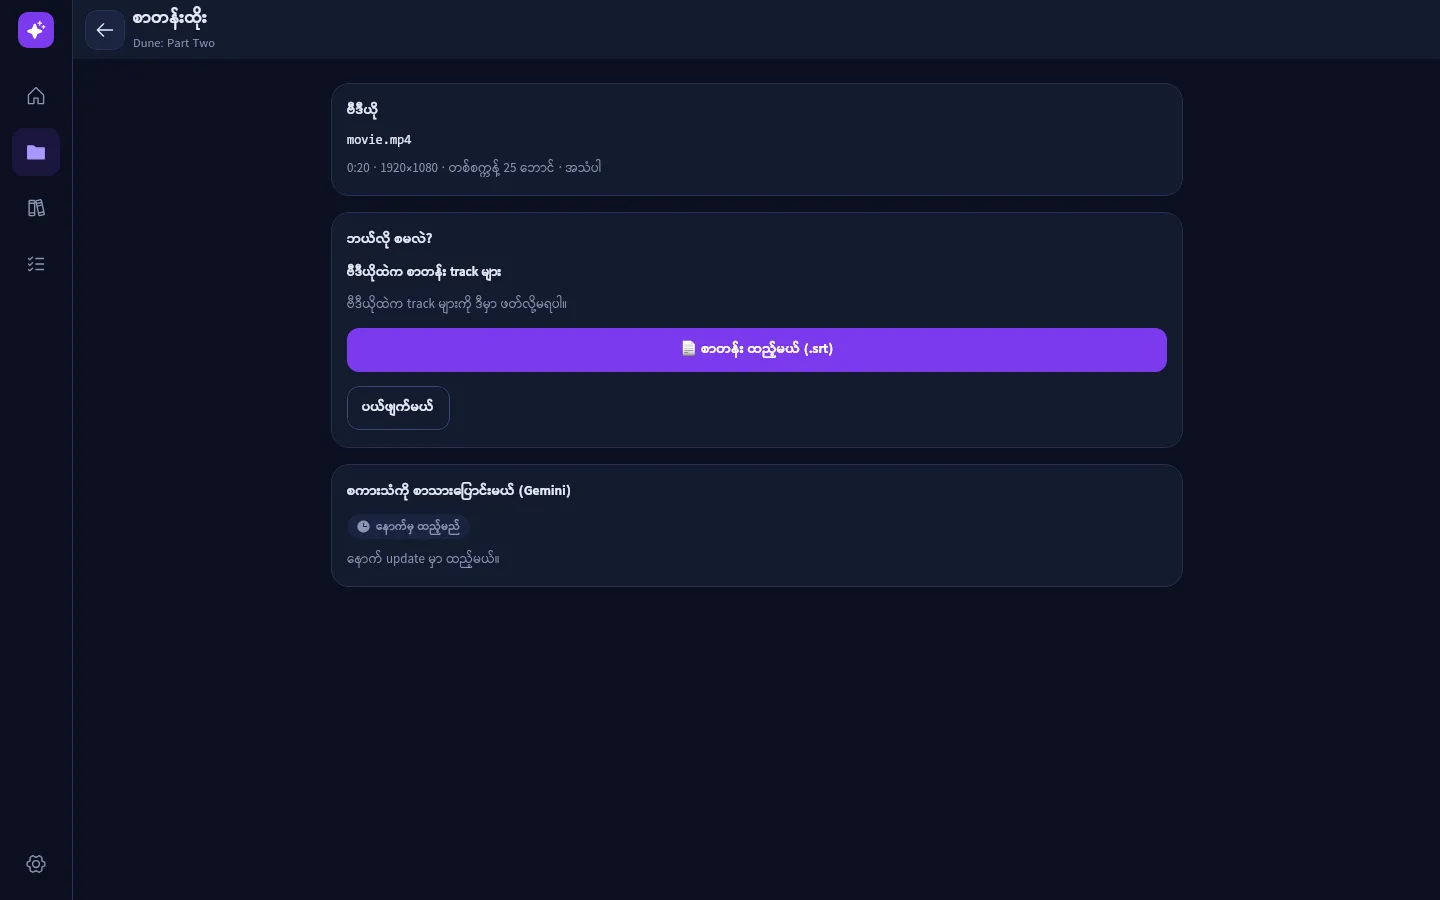 စာတန်းထိုး
Dune: Part Two
ဗီဒီယို
movie.mp4
0:20 · 1920×1080 · တစ်စက္ကန့် 25 ဘောင် · အသံပါ
ဘယ်လို စမလဲ?
ဗီဒီယိုထဲက စာတန်း track များ
ဗီဒီယိုထဲက track များကို ဒီမှာ ဖတ်လို့မရပါ။
စာတန်း ထည့်မယ် (.srt)
ပယ်ဖျက်မယ်
စကားသံကို စာသားပြောင်းမယ် (Gemini)
နောက်မှ ထည့်မည်
နောက် update မှာ ထည့်မယ်။